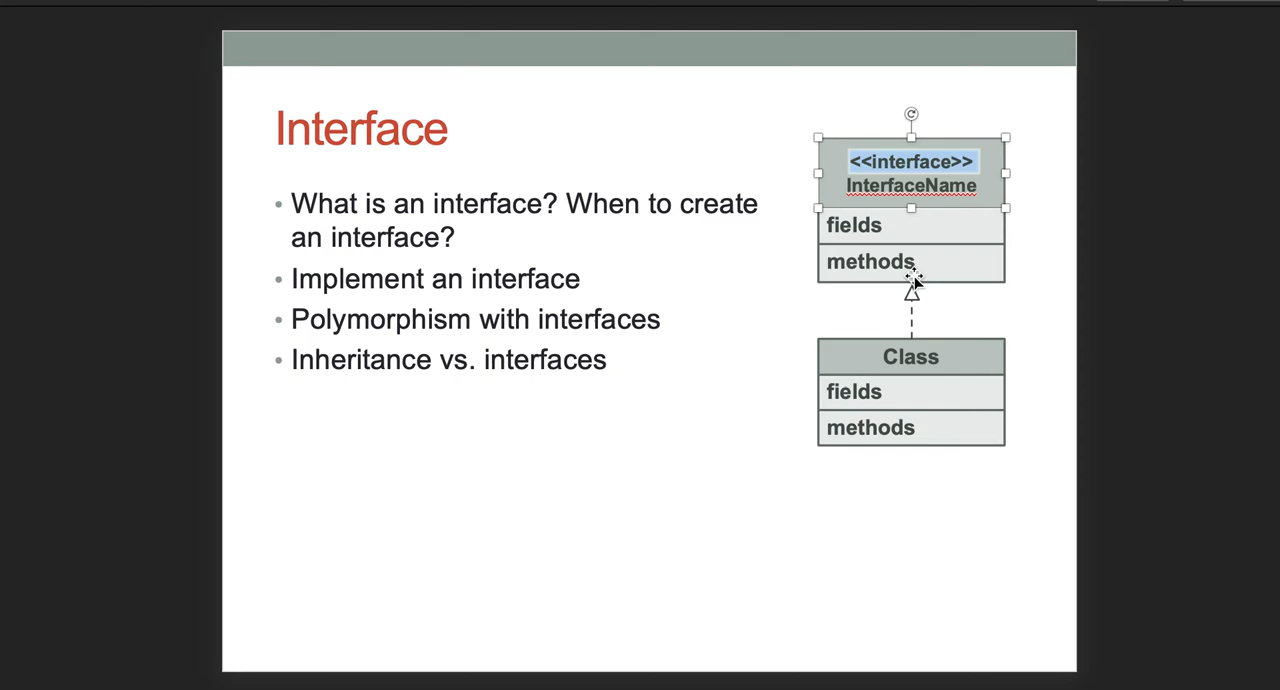 Interface
• What is an interface? When to create
an interface?
• Implement an interface
• Polymorphism with interfaces
• Inheritance vs. interfaces
<<interface>>
InterfaceName
fields
methods
Class
fields
methods